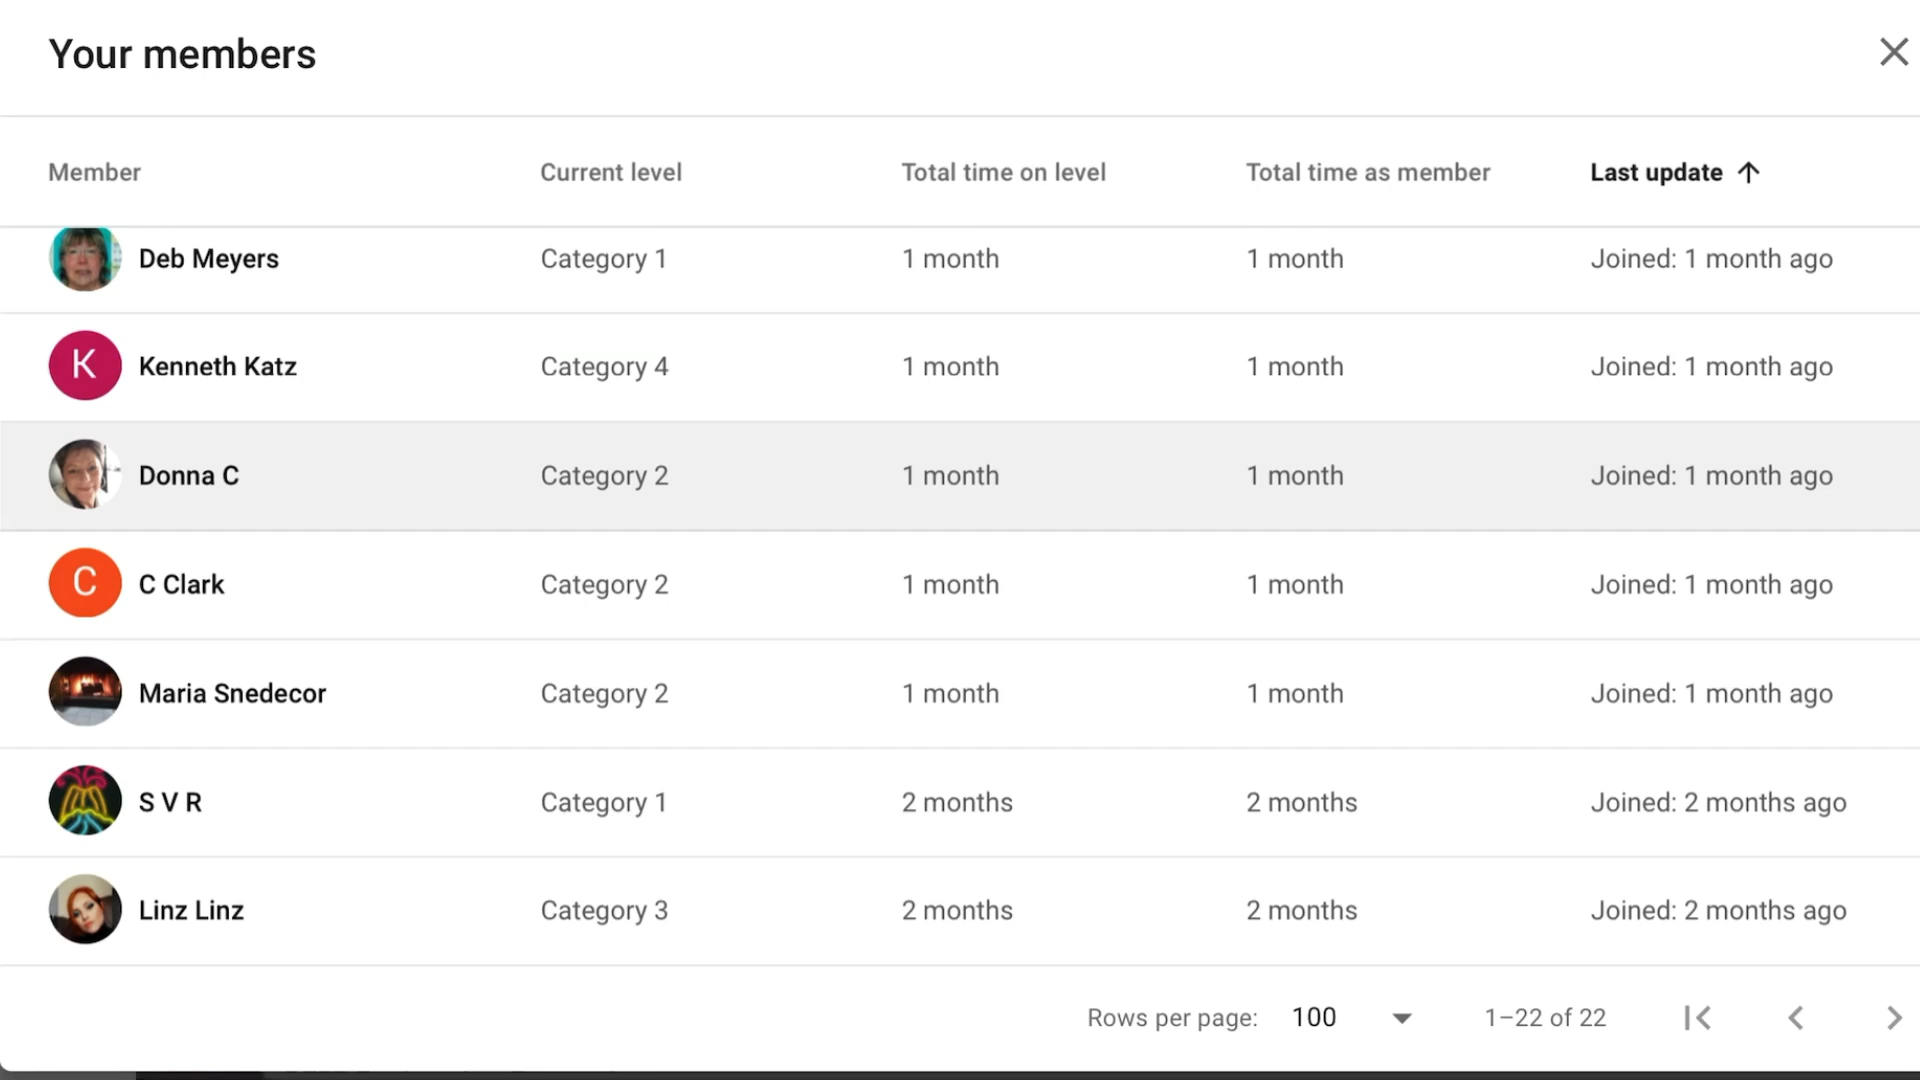 Your members
Member Current level Total time on level Total time as member Last update
Deb Meyers Category 1 1 month 1 month Joined: 1 month ago
K Kenneth Katz Category 4 1 month 1 month Joined: 1 month ago
Donna C Category 2 1 month 1 month Joined: 1 month ago
C C Clark Category 2 1 month 1 month Joined: 1 month ago
Maria Snedecor Category 2 1 month 1 month Joined: 1 month ago
S V R Category 1 2 months 2 months Joined: 2 months ago
Linz Linz Category 3 2 months 2 months Joined: 2 months ago
Rows per page: 100 1–22 of 22